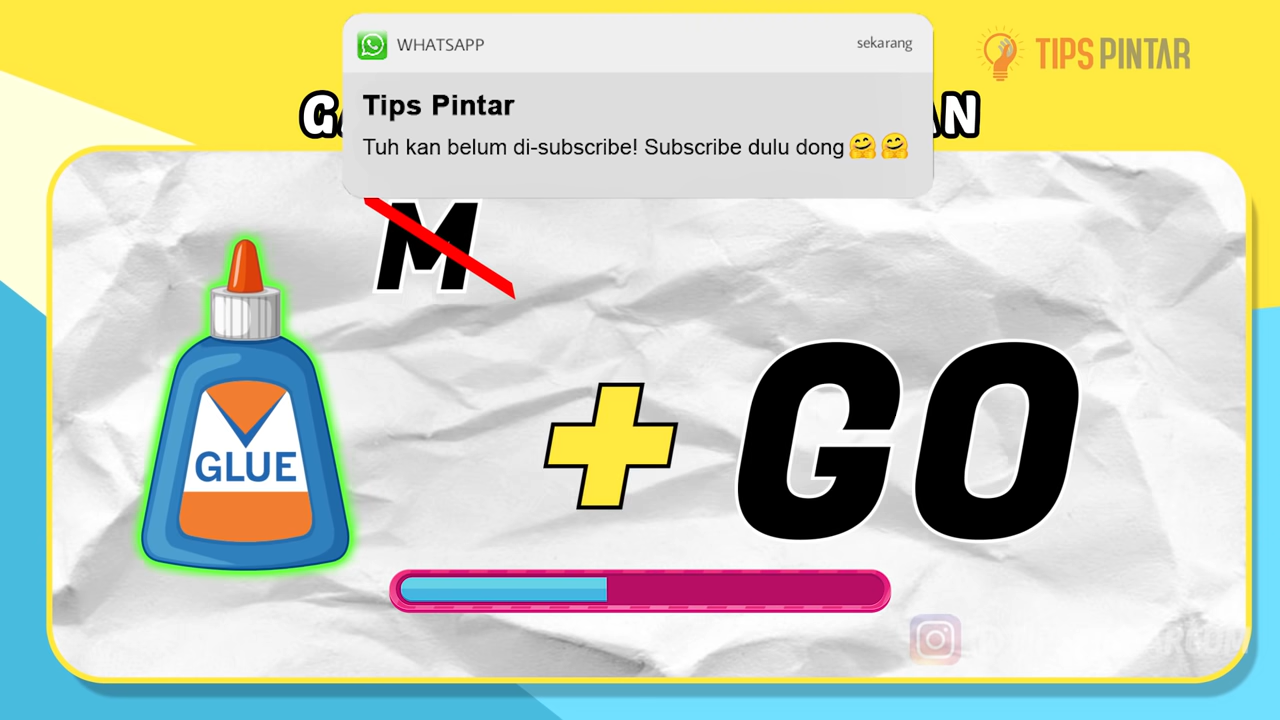 WHATSAPP
sekarang
TIPS PINTAR
Tips Pintar
Tuh kan belum di-subscribe! Subscribe dulu dong 🤗🤗
M
GLUE
+ GO